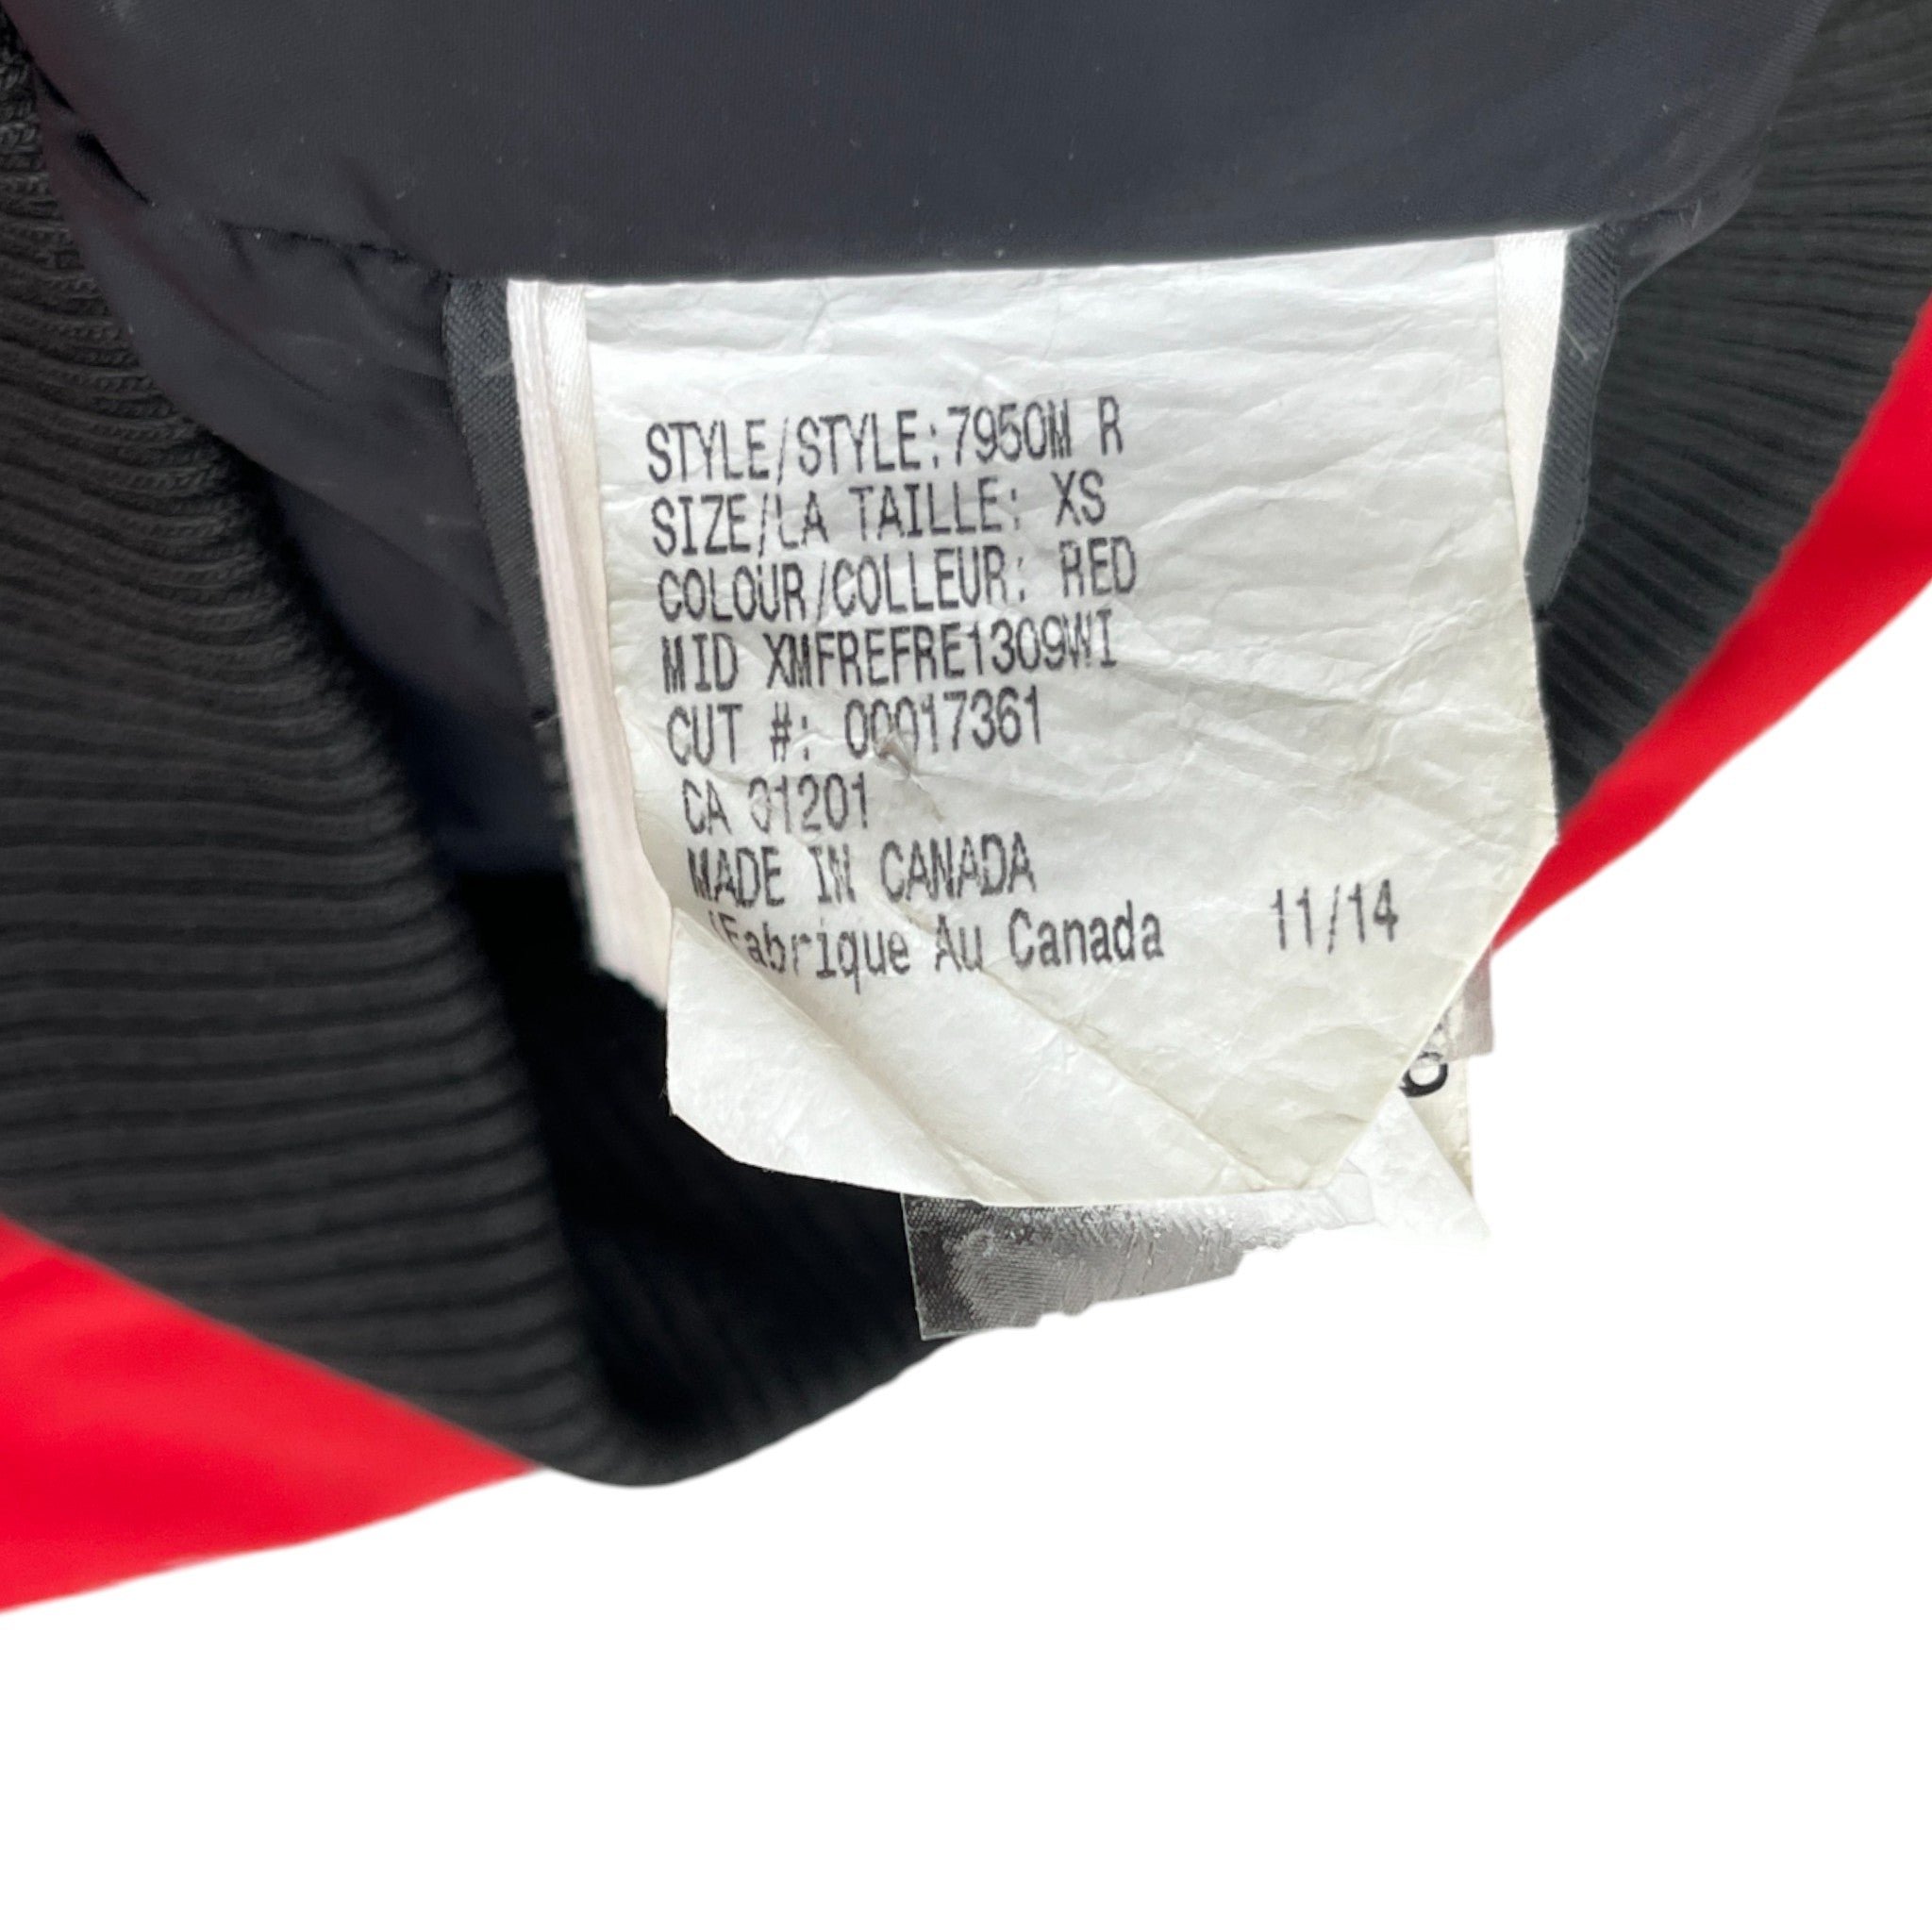 STYLE/STYLE:7950M R
SIZE/LA TAILLE: XS
COLOUR/COLLEUR: RED
MID XMFREFRE1309WI
CUT #: 00017361
CA 01201
MADE IN CANADA
Fabrique Au Canada 11/14